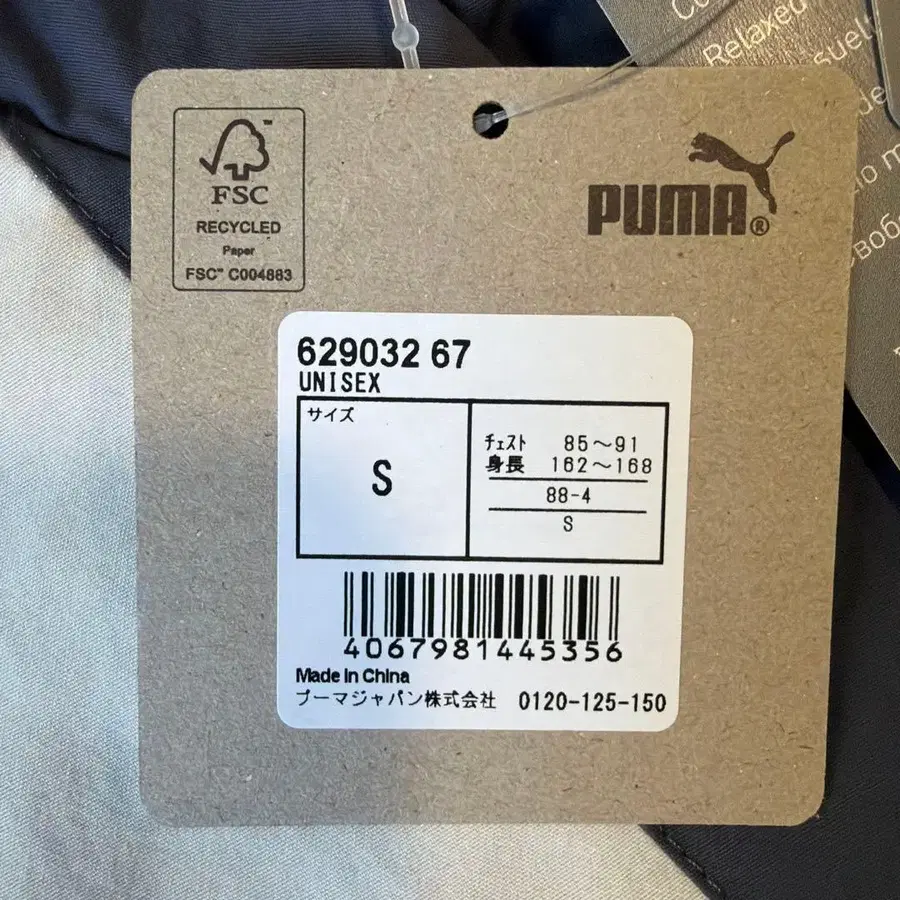 Relaxed
FSC
RECYCLED
Paper
FSC™ C004883
PUMA®
629032 67
UNISEX
サイズ
S
チェスト 85～91
身長 162～168
88-4
S
4067981445356
Made in China
プーマジャパン株式会社 0120-125-150